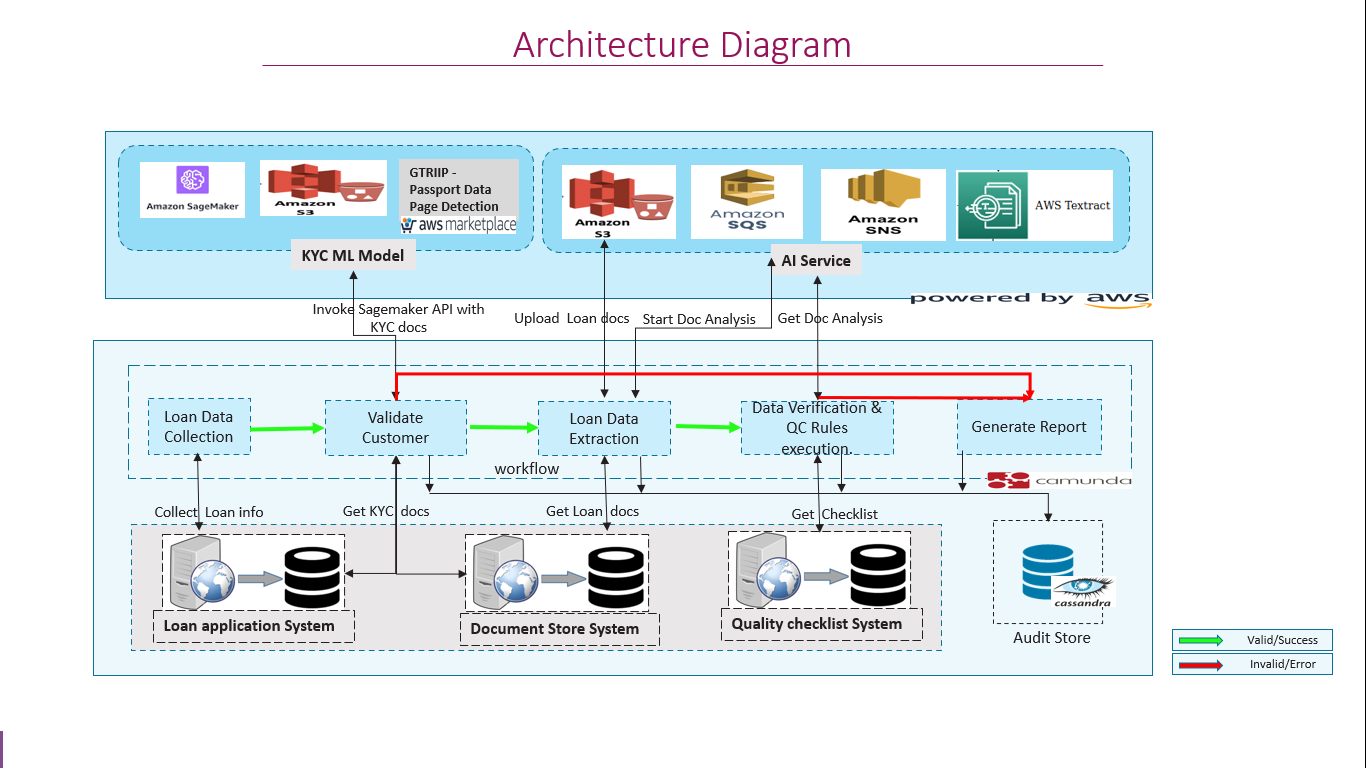 Architecture Diagram
Amazon SageMaker
Amazon
S3
GTRIIP -
Passport Data
Page Detection
aws marketplace
Amazon
S3
Amazon
SQS
Amazon
SNS
AWS Textract
KYC ML Model
AI Service
powered by aws
Invoke Sagemaker API with
KYC docs
Upload Loan docs
Start Doc Analysis
Get Doc Analysis
Loan Data
Collection
Validate
Customer
Loan Data
Extraction
Data Verification &
QC Rules
execution.
Generate Report
workflow
camunda
Collect Loan info
Get KYC docs
Get Loan docs
Get Checklist
Loan application System
Document Store System
Quality checklist System
cassandra
Audit Store
Valid/Success
Invalid/Error